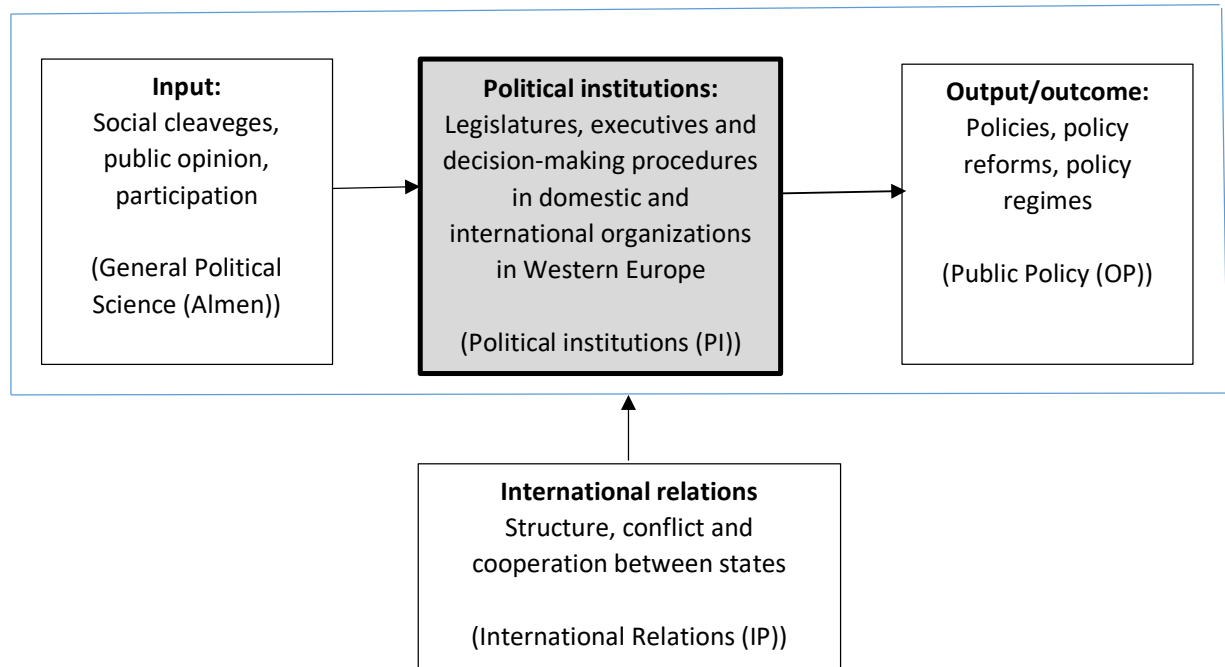 Input:
Social cleaveges,
public opinion,
participation
(General Political
Science (Almen))
Political institutions:
Legislatures, executives and
decision-making procedures
in domestic and
international organizations
in Western Europe
(Political institutions (PI))
Output/outcome:
Policies, policy
reforms, policy
regimes
(Public Policy (OP))
International relations
Structure, conflict and
cooperation between states
(International Relations (IP))